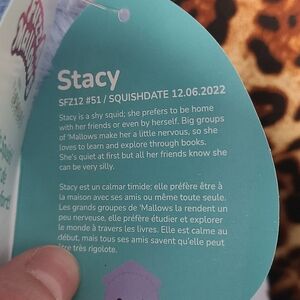 Stacy
SFZ12 #51 / SQUISHDATE 12.06.2022
Stacy is a shy squid, she prefers to be home
with her friends or even by herself. Big groups
of 'Mallows make her a little nervous, so she
loves to learn and explore through books.
She's quiet at first but all her friends know she
can be very silly.
Stacy est un calmar timide: elle préfère être à
la maison avec ses amis ou même toute seule.
Les grands groupes de 'Mallows la rendent un
peu nerveuse, elle préfère étudier et explorer
le monde à travers les livres. Elle est calme au
début, mais tous ses amis savent qu'elle peut
être très rigolote.